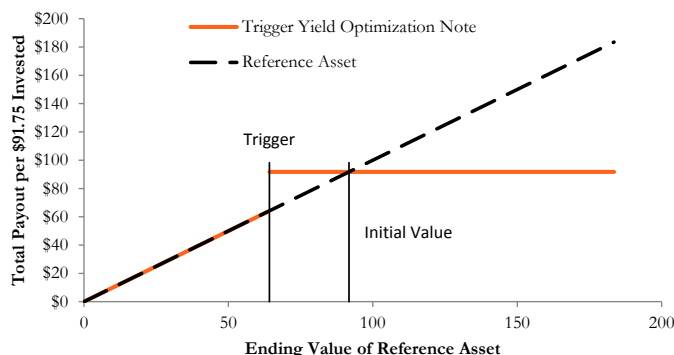 $200
$180
$160
$140
$120
$100
$80
$60
$40
$20
$0
Total Payout per $91.75 Invested
Trigger Yield Optimization Note
Reference Asset
Trigger
Initial Value
0
50
100
150
200
Ending Value of Reference Asset